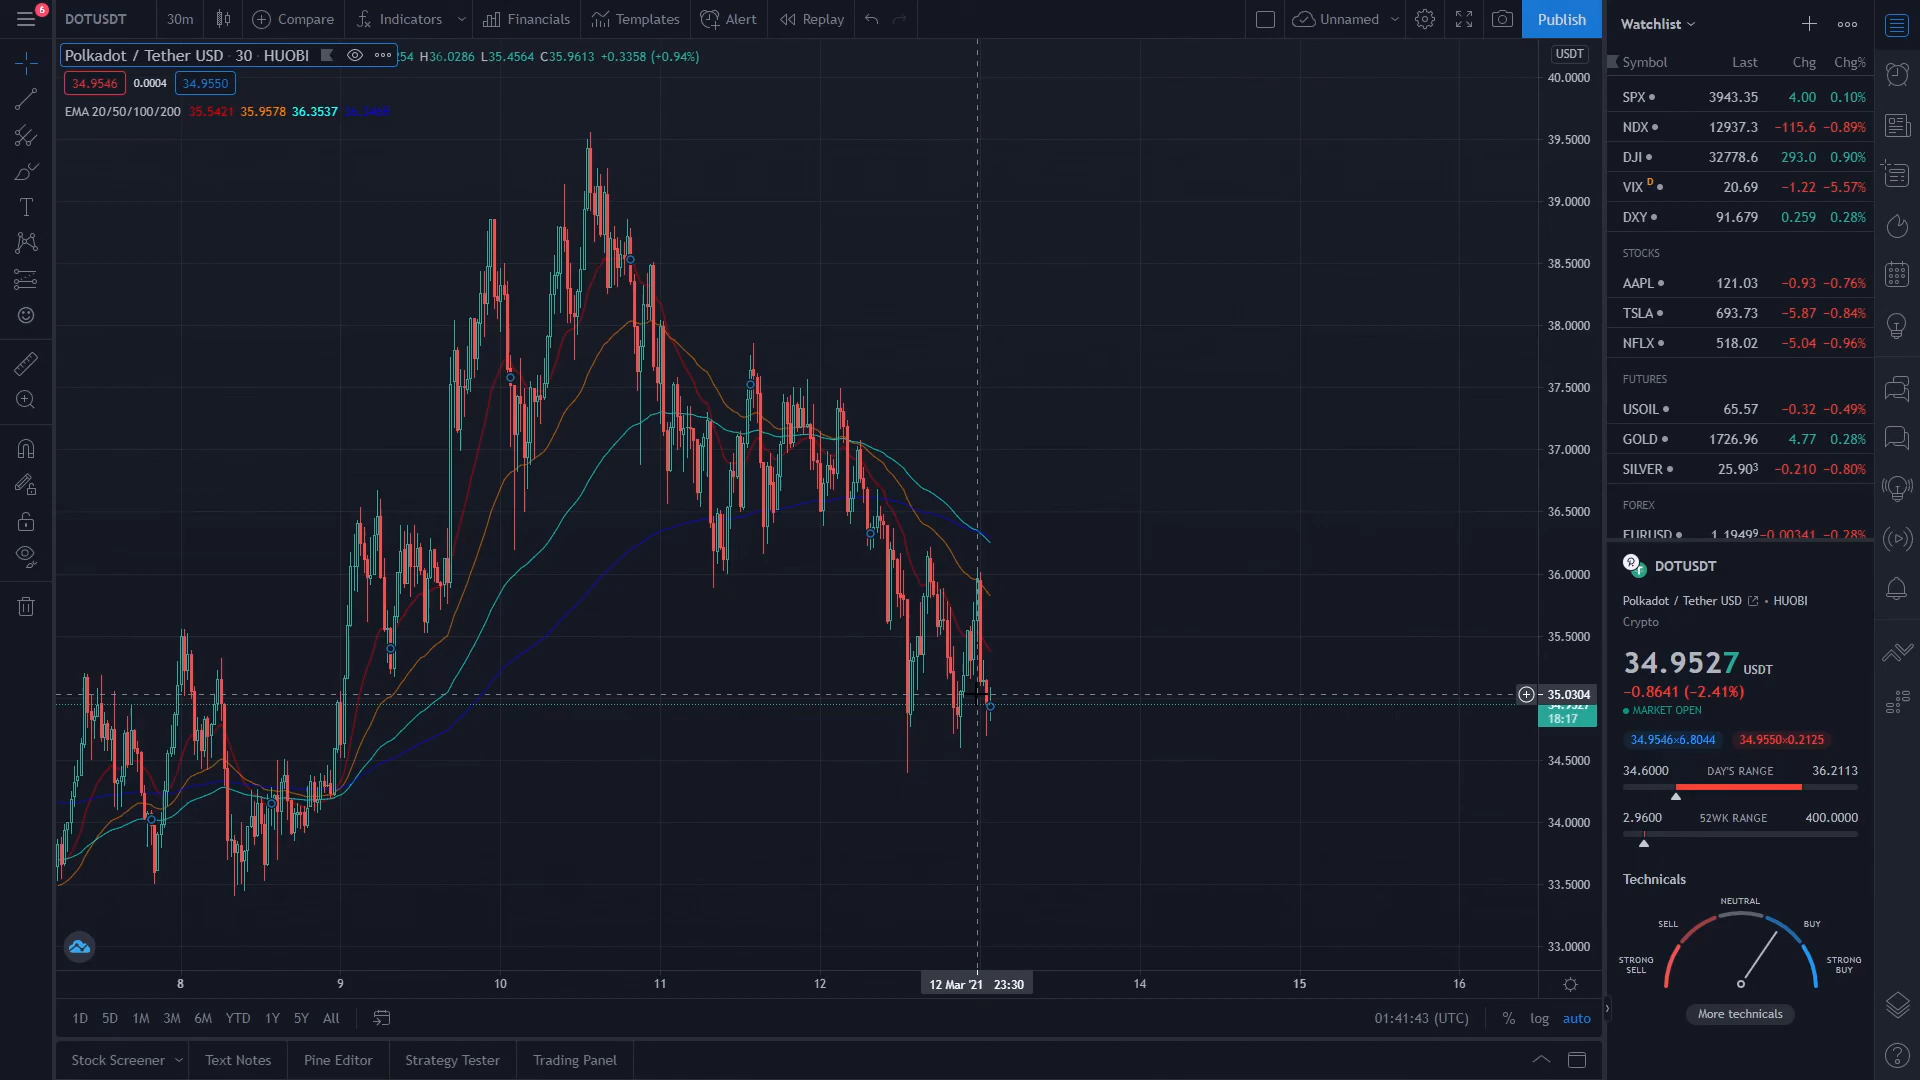 6
DOTUSDT
30m
Compare
Indicators
Financials
Templates
Alert
Replay
Unnamed
Publish
Polkadot / Tether USD · 30 · HUOBI
54 H36.0286 L35.4564 C35.9613 +0.3358 (+0.94%)
34.9546 0.0004 34.9550
EMA 20/50/100/200 35.5421 35.9578 36.3537
USDT
40.0000
39.5000
39.0000
38.5000
38.0000
37.5000
37.0000
36.5000
36.0000
35.5000
35.0304
34.9527
18:17
34.5000
34.0000
33.5000
33.0000
8 9 10 11 12 12 Mar '21 23:30 14 15 16
1D 5D 1M 3M 6M YTD 1Y 5Y All
01:41:43 (UTC) % log auto
Stock Screener Text Notes Pine Editor Strategy Tester Trading Panel
Watchlist
Symbol Last Chg Chg%
SPX 3943.35 4.00 0.10%
NDX 12937.3 −115.6 −0.89%
DJI 32778.6 293.0 0.90%
VIX D 20.69 −1.22 −5.57%
DXY 91.679 0.259 0.28%
STOCKS
AAPL 121.03 −0.93 −0.76%
TSLA 693.73 −5.87 −0.84%
NFLX 518.02 −5.04 −0.96%
FUTURES
USOIL 65.57 −0.32 −0.49%
GOLD 1726.96 4.77 0.28%
SILVER 25.903 −0.210 −0.80%
FOREX
EURUSD 1.19499 −0.00341 −0.28%
DOTUSDT
Polkadot / Tether USD • HUOBI
Crypto
34.9527 USDT
−0.8641 (−2.41%)
MARKET OPEN
34.9546×6.8044 34.9550×0.2125
34.6000 DAY'S RANGE 36.2113
2.9600 52WK RANGE 400.0000
Technicals
NEUTRAL
SELL BUY
STRONG SELL
STRONG BUY
More technicals